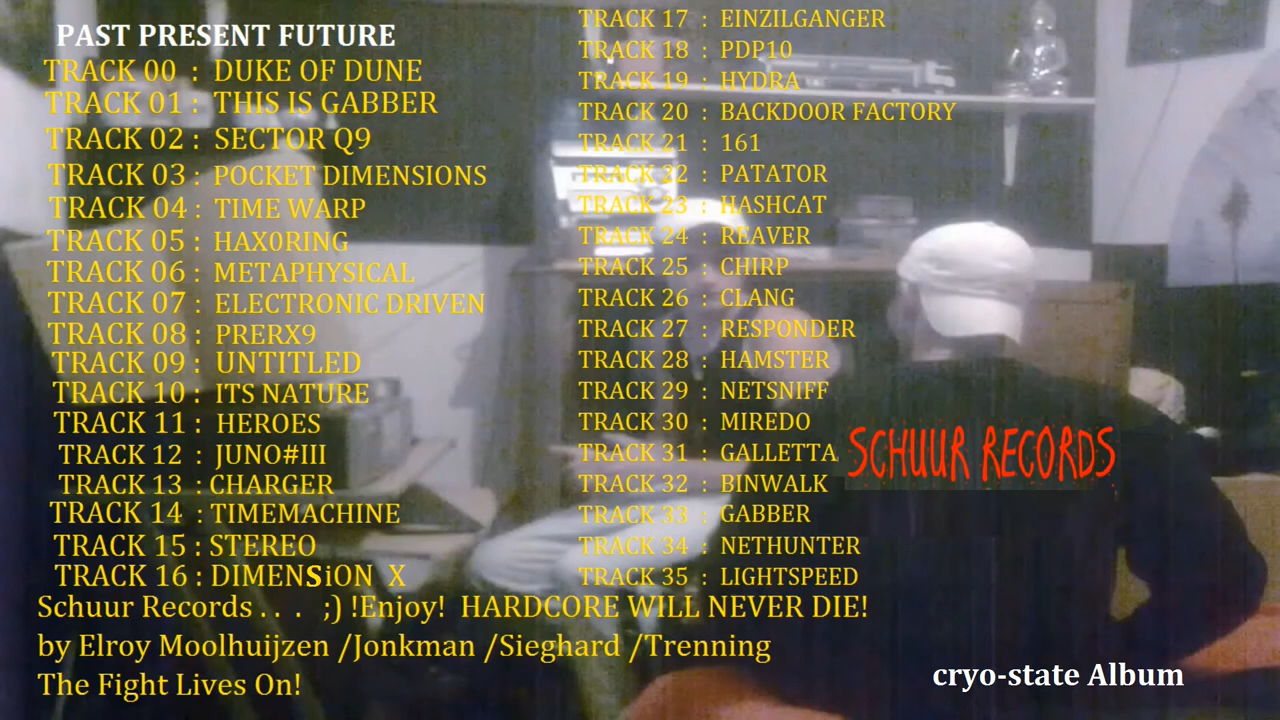 PAST PRESENT FUTURE
TRACK 00 : DUKE OF DUNE
TRACK 01 : THIS IS GABBER
TRACK 02 : SECTOR Q9
TRACK 03 : POCKET DIMENSIONS
TRACK 04 : TIME WARP
TRACK 05 : HAX0RING
TRACK 06 : METAPHYSICAL
TRACK 07 : ELECTRONIC DRIVEN
TRACK 08 : PRERX9
TRACK 09 : UNTITLED
TRACK 10 : ITS NATURE
TRACK 11 : HEROES
TRACK 12 : JUNO#III
TRACK 13 : CHARGER
TRACK 14 : TIMEMACHINE
TRACK 15 : STEREO
TRACK 16 : DIMENSiON X
TRACK 17 : EINZILGANGER
TRACK 18 : PDP10
TRACK 19 : HYDRA
TRACK 20 : BACKDOOR FACTORY
TRACK 21 : 161
TRACK 22 : PATATOR
TRACK 23 : HASHCAT
TRACK 24 : REAVER
TRACK 25 : CHIRP
TRACK 26 : CLANG
TRACK 27 : RESPONDER
TRACK 28 : HAMSTER
TRACK 29 : NETSNIFF
TRACK 30 : MIREDO
TRACK 31 : GALLETTA
TRACK 32 : BINWALK
TRACK 33 : GABBER
TRACK 34 : NETHUNTER
TRACK 35 : LIGHTSPEED
SCHUUR RECORDS
Schuur Records . . . ;) !Enjoy! HARDCORE WILL NEVER DIE!
by Elroy Moolhuijzen /Jonkman /Sieghard /Trenning
The Fight Lives On!
cryo-state Album